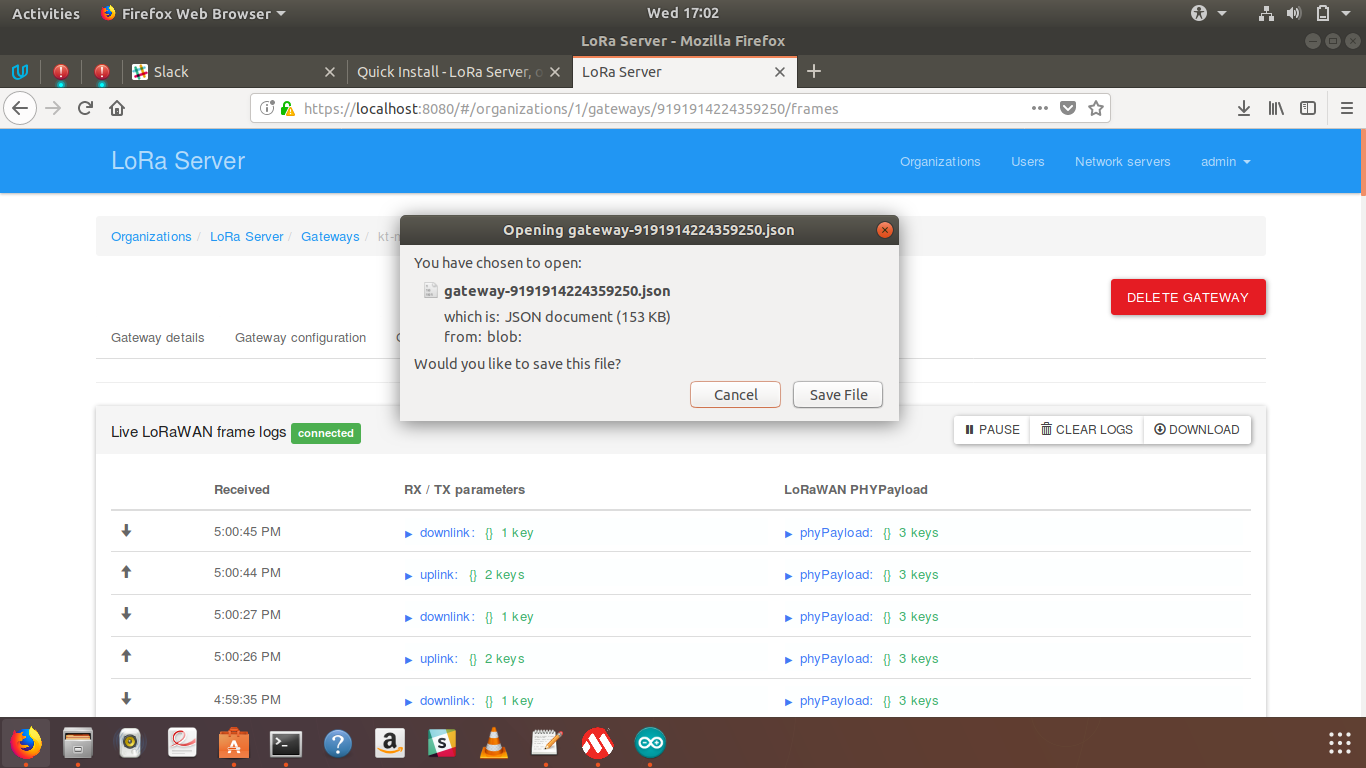 Activities Firefox Web Browser Wed 17:02
LoRa Server - Mozilla Firefox
Slack Quick Install - LoRa Server, o LoRa Server
https://localhost:8080/#/organizations/1/gateways/9191914224359250/frames
LoRa Server Organizations Users Network servers admin
Organizations / LoRa Server / Gateways / kt-
Opening gateway-9191914224359250.json
You have chosen to open:
gateway-9191914224359250.json
which is: JSON document (153 KB)
from: blob:
Would you like to save this file?
Cancel Save File
DELETE GATEWAY
Gateway details Gateway configuration
Live LoRaWAN frame logs connected PAUSE CLEAR LOGS DOWNLOAD
Received RX / TX parameters LoRaWAN PHYPayload
5:00:45 PM downlink: {} 1 key phyPayload: {} 3 keys
5:00:44 PM uplink: {} 2 keys phyPayload: {} 3 keys
5:00:27 PM downlink: {} 1 key phyPayload: {} 3 keys
5:00:26 PM uplink: {} 2 keys phyPayload: {} 3 keys
4:59:35 PM downlink: {} 1 key phyPayload: {} 3 keys